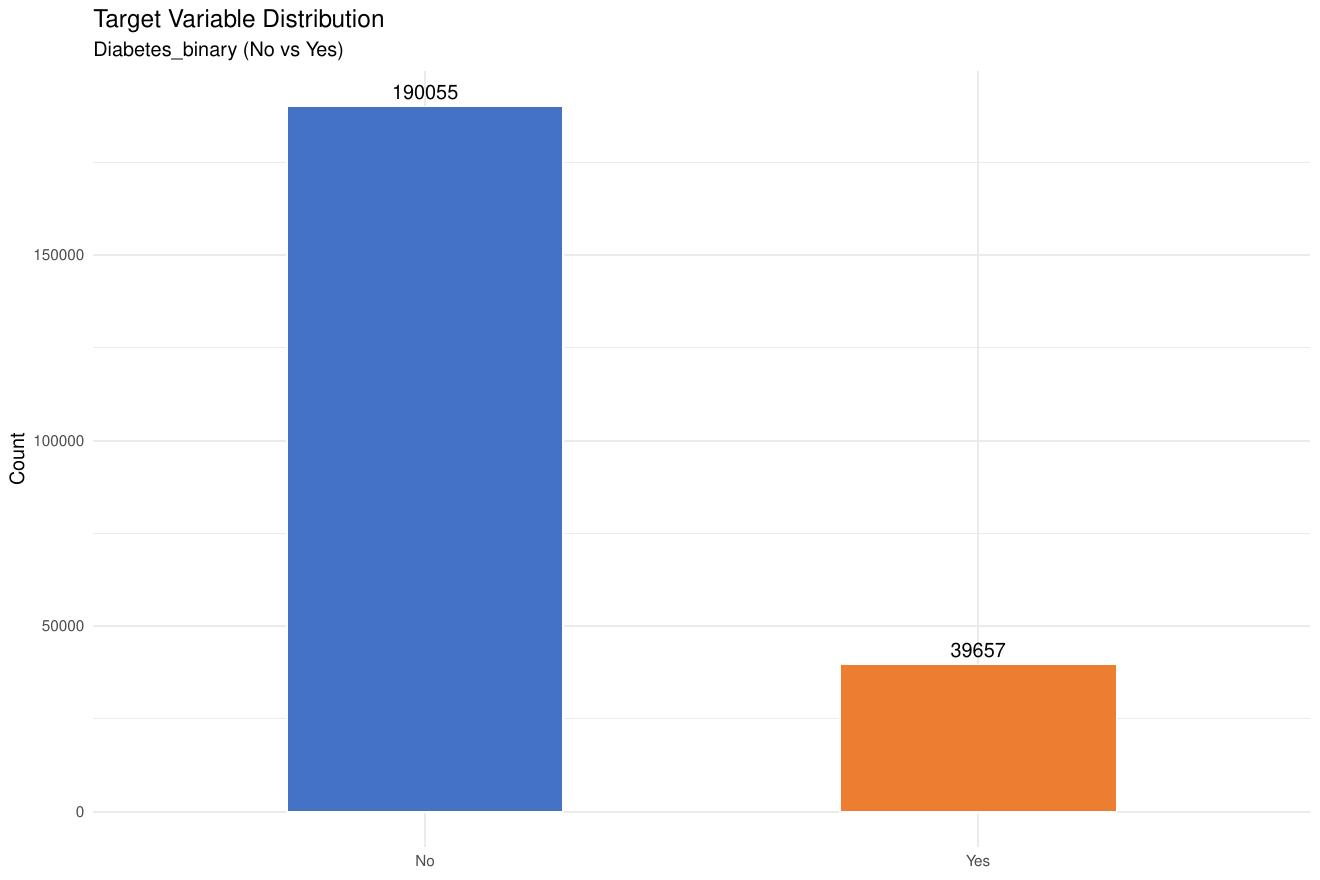 Target Variable Distribution
Diabetes_binary (No vs Yes)
190055
150000
100000
50000
0
39657
Count
No
Yes